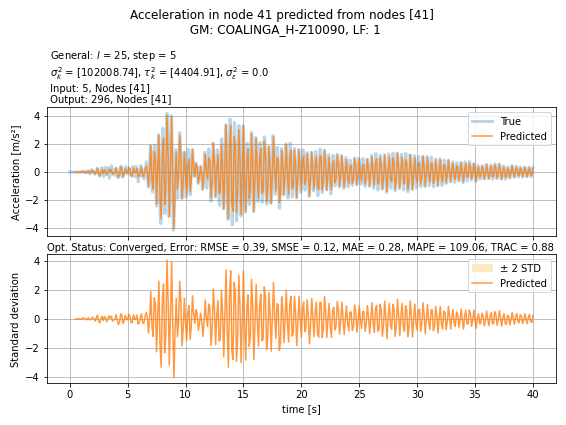 Acceleration in node 41 predicted from nodes [41]
GM: COALINGA_H-Z10090, LF: 1
General: l = 25, step = 5
σ²ₖ = [102008.74], τ²ₖ = [4404.91], σ²ε = 0.0
Input: 5, Nodes [41]
Output: 296, Nodes [41]
4
2
0
−2
−4
Acceleration [m/s²]
True
Predicted
Opt. Status: Converged, Error: RMSE = 0.39, SMSE = 0.12, MAE = 0.28, MAPE = 109.06, TRAC = 0.88
4
2
0
−2
−4
Standard deviation
± 2 STD
Predicted
0 5 10 15 20 25 30 35 40
time [s]